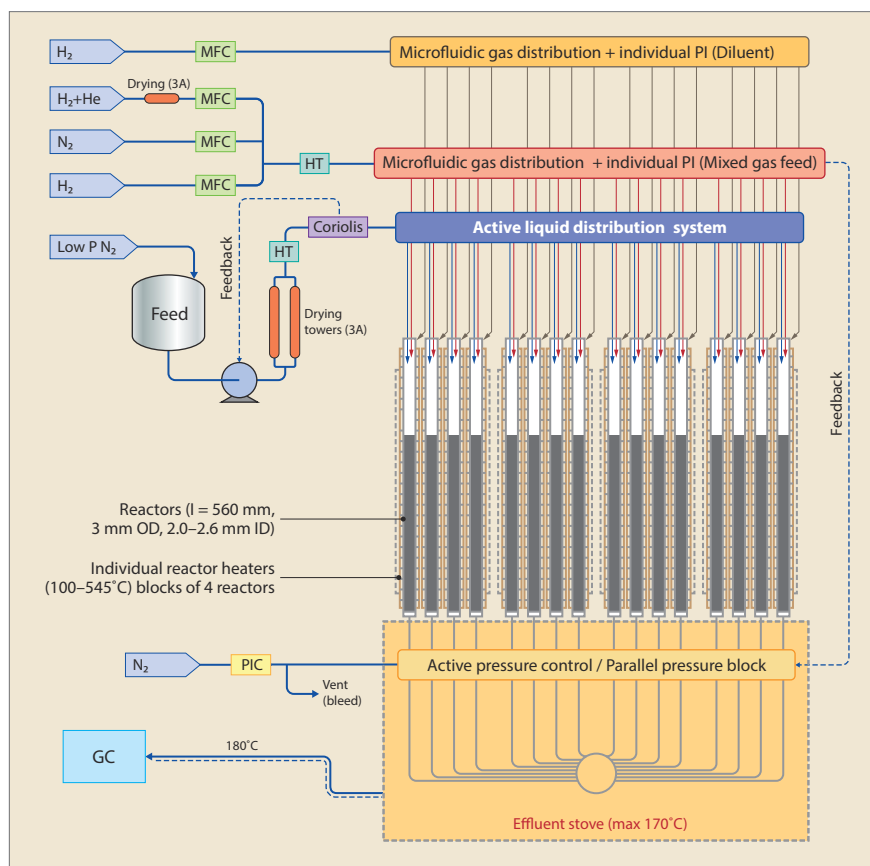 H₂
MFC
Microfluidic gas distribution + individual PI (Diluent)
H₂+He
Drying (3A)
MFC
N₂
MFC
HT
Microfluidic gas distribution + individual PI (Mixed gas feed)
H₂
MFC
Coriolis
Active liquid distribution system
Low P N₂
HT
Feedback
Feed
Drying
towers (3A)
Feedback
Reactors (l = 560 mm,
3 mm OD, 2.0–2.6 mm ID)
Individual reactor heaters
(100–545˚C) blocks of 4 reactors
N₂
PIC
Active pressure control / Parallel pressure block
Vent
(bleed)
GC
180˚C
Effluent stove (max 170˚C)